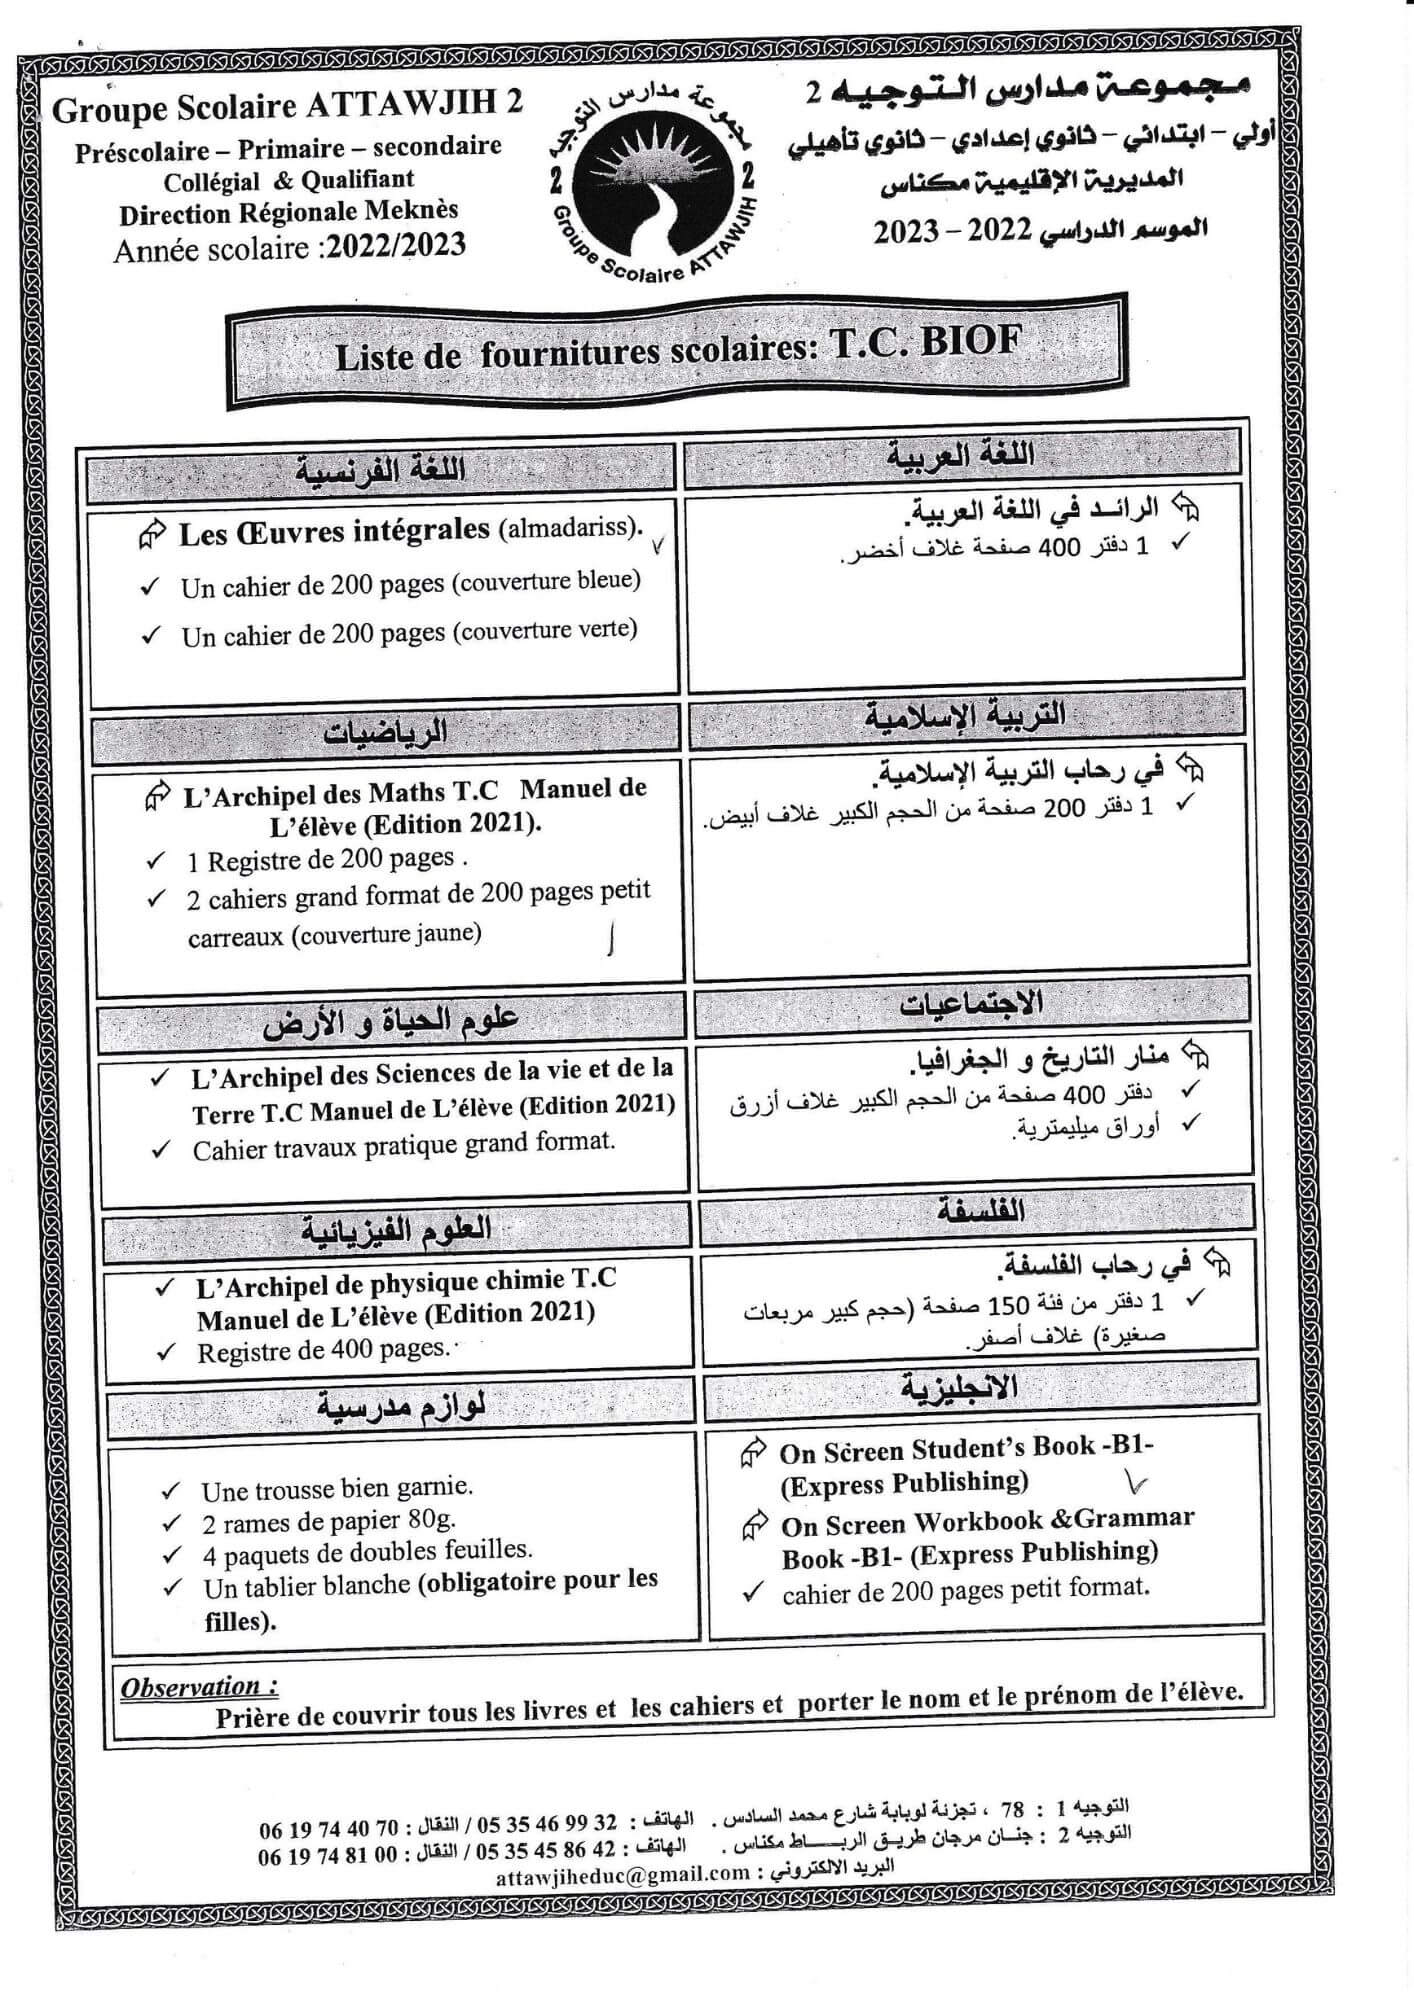 Groupe Scolaire ATTAWJIH 2
Préscolaire – Primaire – secondaire
Collégial & Qualifiant
Direction Régionale Meknès
Année scolaire :2022/2023
مجموعة مدارس التوجيه 2
2 Groupe Scolaire ATTAWJIH 2
مجموعة مدارس التوجيه 2
أولي – ابتدائي – ثانوي إعدادي – ثانوي تأهيلي
المديرية الإقليمية مكناس
الموسم الدراسي 2022 – 2023
Liste de fournitures scolaires: T.C. BIOF
اللغة العربية
الرائد في اللغة العربية.
✓ 1 دفتر 400 صفحة غلاف أخضر.
اللغة الفرنسية
Les Œuvres intégrales (almadariss).
✓ Un cahier de 200 pages (couverture bleue)
✓ Un cahier de 200 pages (couverture verte)
التربية الإسلامية
في رحاب التربية الإسلامية.
✓ 1 دفتر 200 صفحة من الحجم الكبير غلاف أبيض.
الرياضيات
L'Archipel des Maths T.C Manuel de
L'élève (Edition 2021).
✓ 1 Registre de 200 pages .
✓ 2 cahiers grand format de 200 pages petit
carreaux (couverture jaune)
الاجتماعيات
منار التاريخ و الجغرافيا.
✓ دفتر 400 صفحة من الحجم الكبير غلاف أزرق
✓ أوراق ميليمترية.
علوم الحياة و الأرض
✓ L'Archipel des Sciences de la vie et de la
Terre T.C Manuel de L'élève (Edition 2021)
✓ Cahier travaux pratique grand format.
الفلسفة
في رحاب الفلسفة.
✓ 1 دفتر من فئة 150 صفحة (حجم كبير مربعات
صغيرة) غلاف أصفر.
العلوم الفيزيائية
✓ L'Archipel de physique chimie T.C
Manuel de L'élève (Edition 2021)
✓ Registre de 400 pages.
الانجليزية
On Screen Student's Book -B1-
(Express Publishing)
On Screen Workbook &Grammar
Book -B1- (Express Publishing)
✓ cahier de 200 pages petit format.
لوازم مدرسية
✓ Une trousse bien garnie.
✓ 2 rames de papier 80g.
✓ 4 paquets de doubles feuilles.
✓ Un tablier blanche (obligatoire pour les
filles).
Observation :
Prière de couvrir tous les livres et les cahiers et porter le nom et le prénom de l'élève.
التوجيه 1 : 78 ، تجزئة لوبابة شارع محمد السادس . الهاتف : 05 35 46 99 32 / النقال : 06 19 74 40 70
التوجيه 2 : جنان مرجان طريق الرباط مكناس . الهاتف : 05 35 45 86 42 / النقال : 06 19 74 81 00
البريد الالكتروني : attawjiheduc@gmail.com